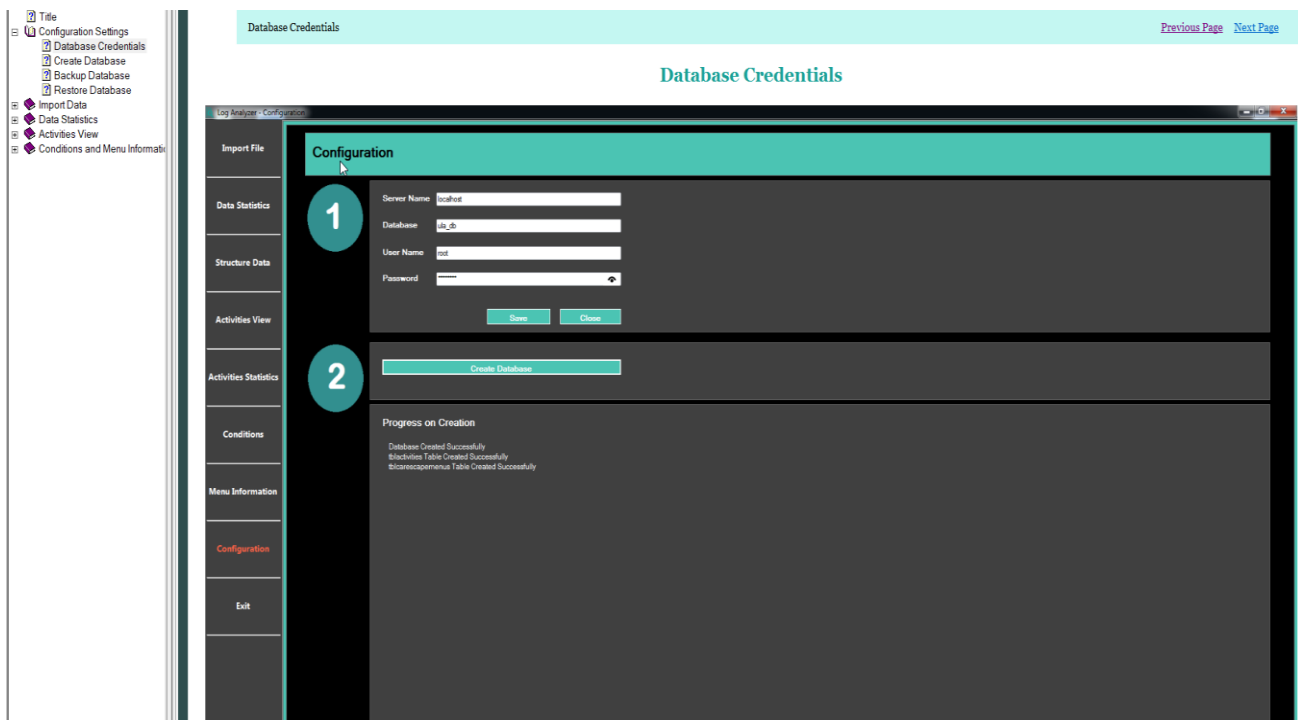 Title
Configuration Settings
Database Credentials
Create Database
Backup Database
Restore Database
Import Data
Data Statistics
Activities View
Conditions and Menu Informati
Database Credentials
Previous Page Next Page
Database Credentials
Log Analyzer - Configuration
Import File
Data Statistics
Structure Data
Activities View
Activities Statistics
Conditions
Menu Information
Configuration
Exit
Configuration
1
Server Name localhost
Database ula_db
User Name root
Password
Save Close
2
Create Database
Progress on Creation
Database Created Successfully
tblactivities Table Created Successfully
tblcarescapemenus Table Created Successfully